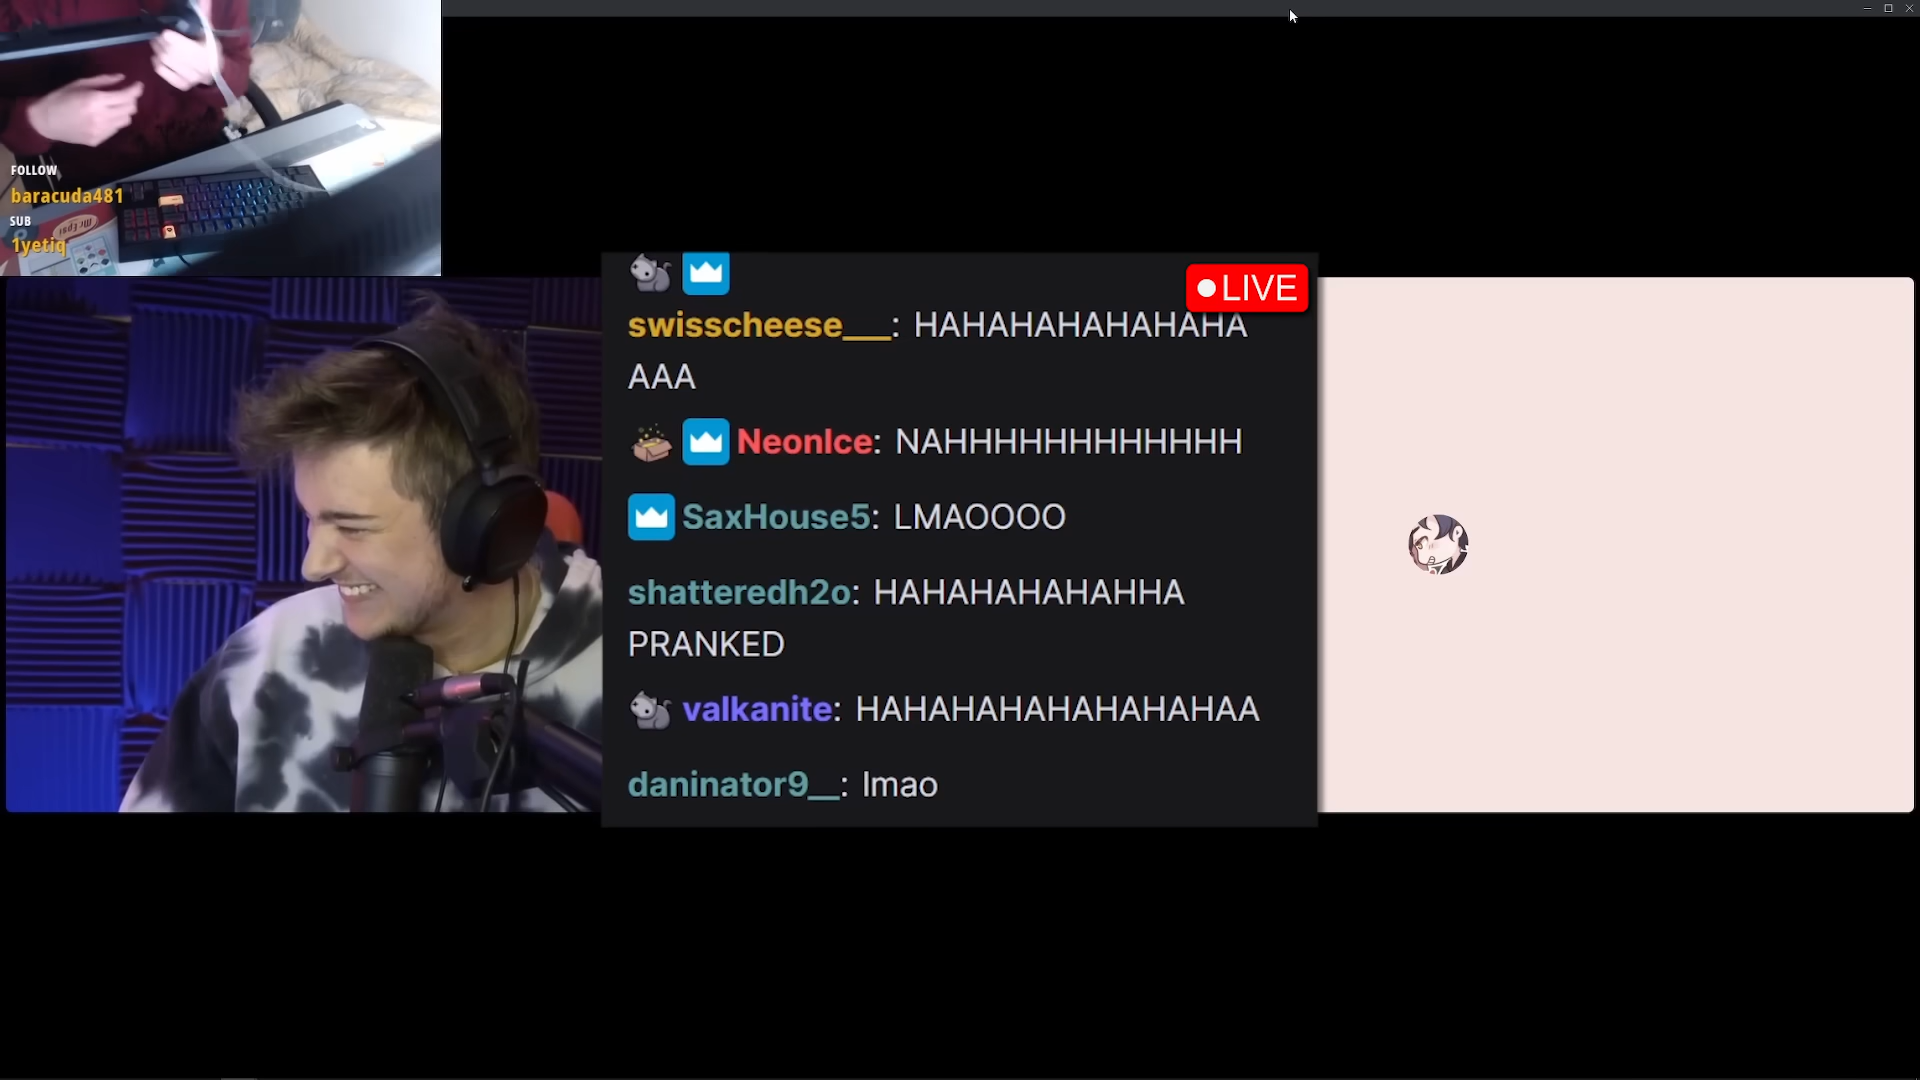 FOLLOW
baracuda481
SUB
1yetiq
LIVE
swisscheese___: HAHAHAHAHAHAHA
AAA
NeonIce: NAHHHHHHHHHHHH
SaxHouse5: LMAOOOO
shatteredh2o: HAHAHAHAHAHHA
PRANKED
valkanite: HAHAHAHAHAHAHAHAA
daninator9__: lmao